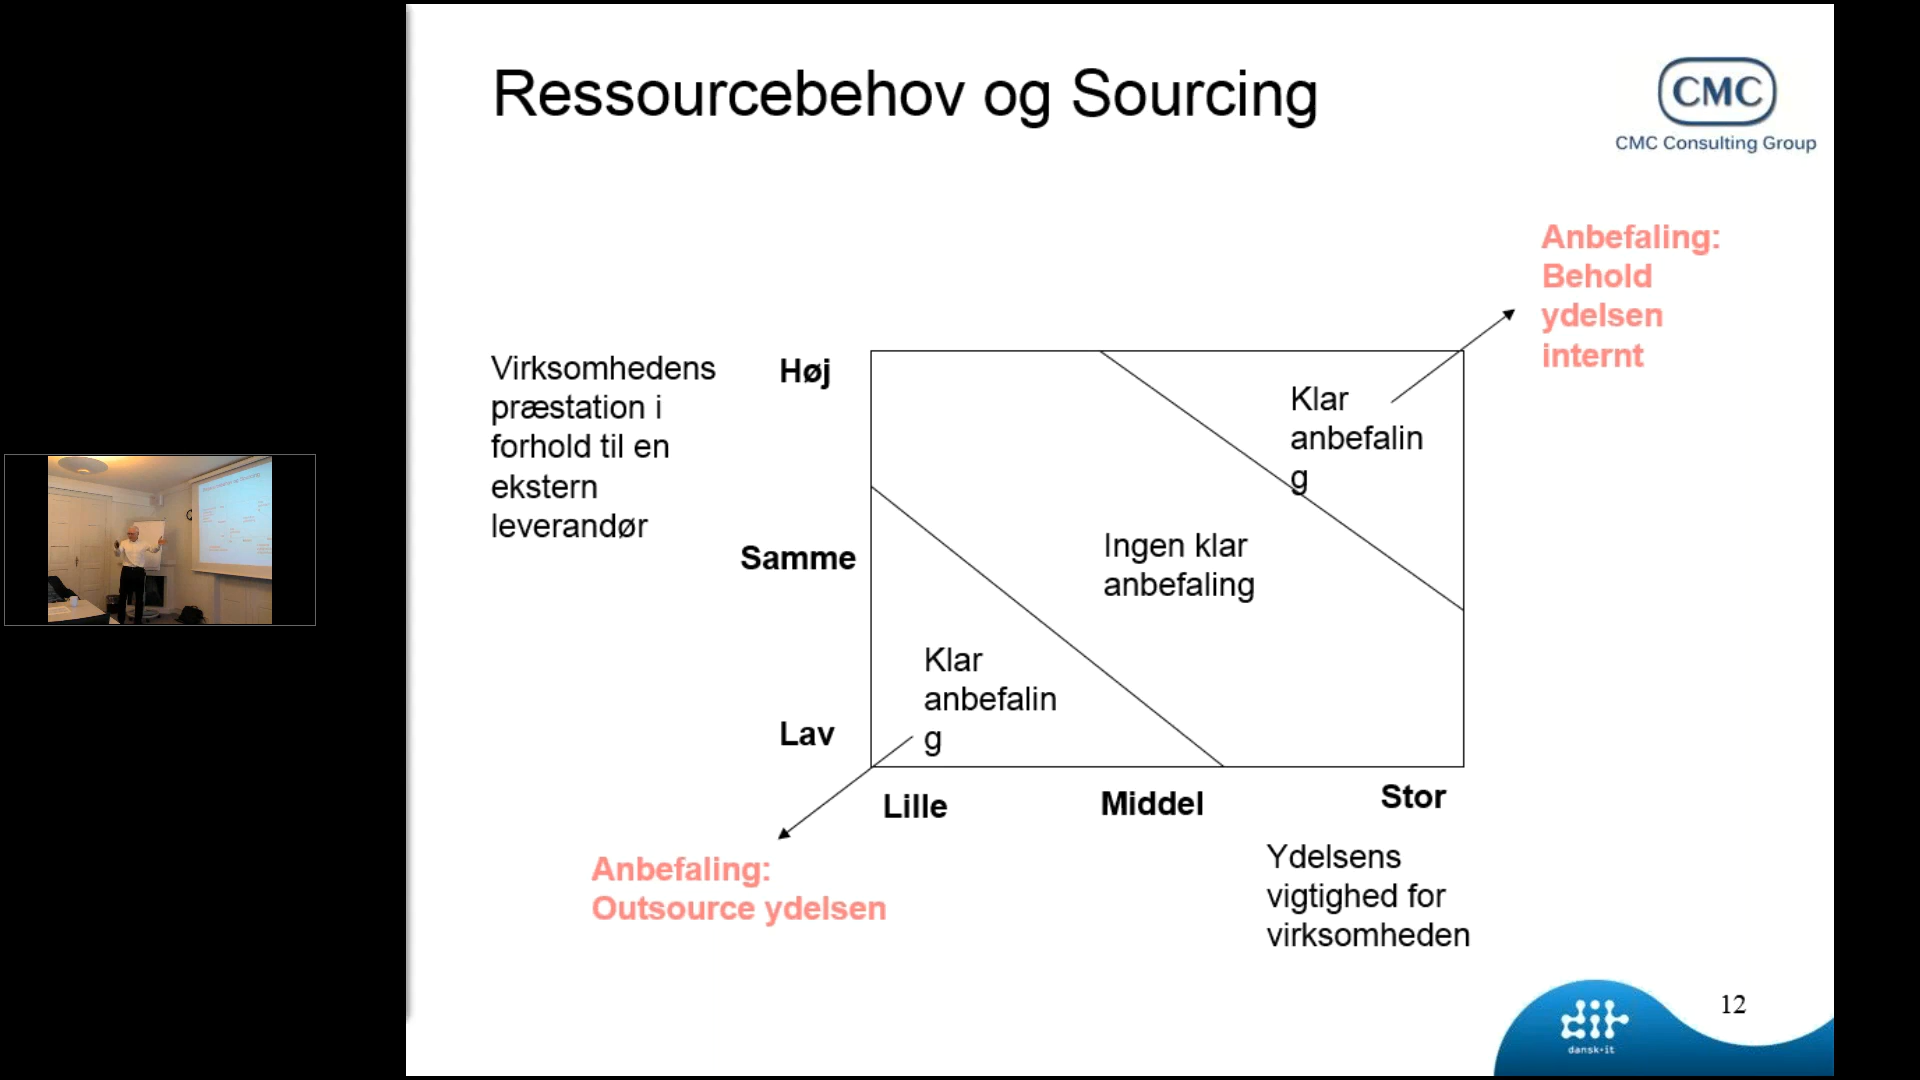 Ressourcebehov og Sourcing
CMC
CMC Consulting Group
Anbefaling:
Behold
ydelsen
internt
Virksomhedens
præstation i
forhold til en
ekstern
leverandør
Høj
Samme
Lav
Klar
anbefalin
g
Ingen klar
anbefaling
Klar
anbefalin
g
Lille
Middel
Stor
Anbefaling:
Outsource ydelsen
Ydelsens
vigtighed for
virksomheden
dit
dansk-it
12